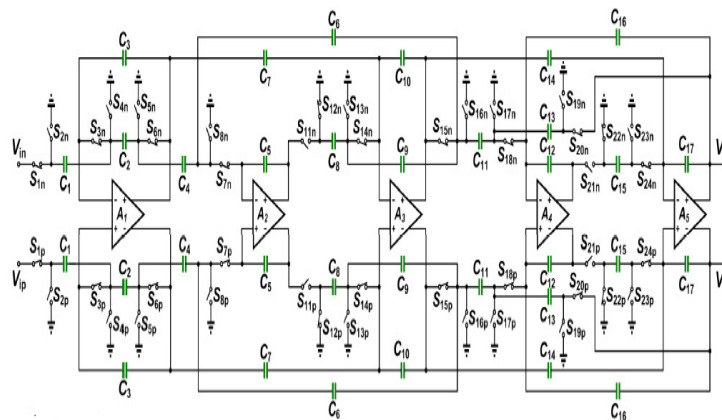 C6 C16
C3 C7 C10 C14
S4n S5n S12n S13n S16n S17n S19n
S2n S3n S6n S8n S11n S14n S15n C13 S20n S22n S23n
Vin C2 C5 C8 C9 C11 S18n C12 C17 V
S1n C1 C4 S7n S21n C15 S24n
A1 A2 A3 A4 A5
S1p C1 C4 S7p S21p C15 S24p
Vip C2 C5 C8 C9 C11 S18p C12 C17 V
S2p S3p S6p S8p S11p S14p S15p C13 S20p S22p S23p
S4p S5p S12p S13p S16p S17p S19p
C3 C7 C10 C14
C6 C16